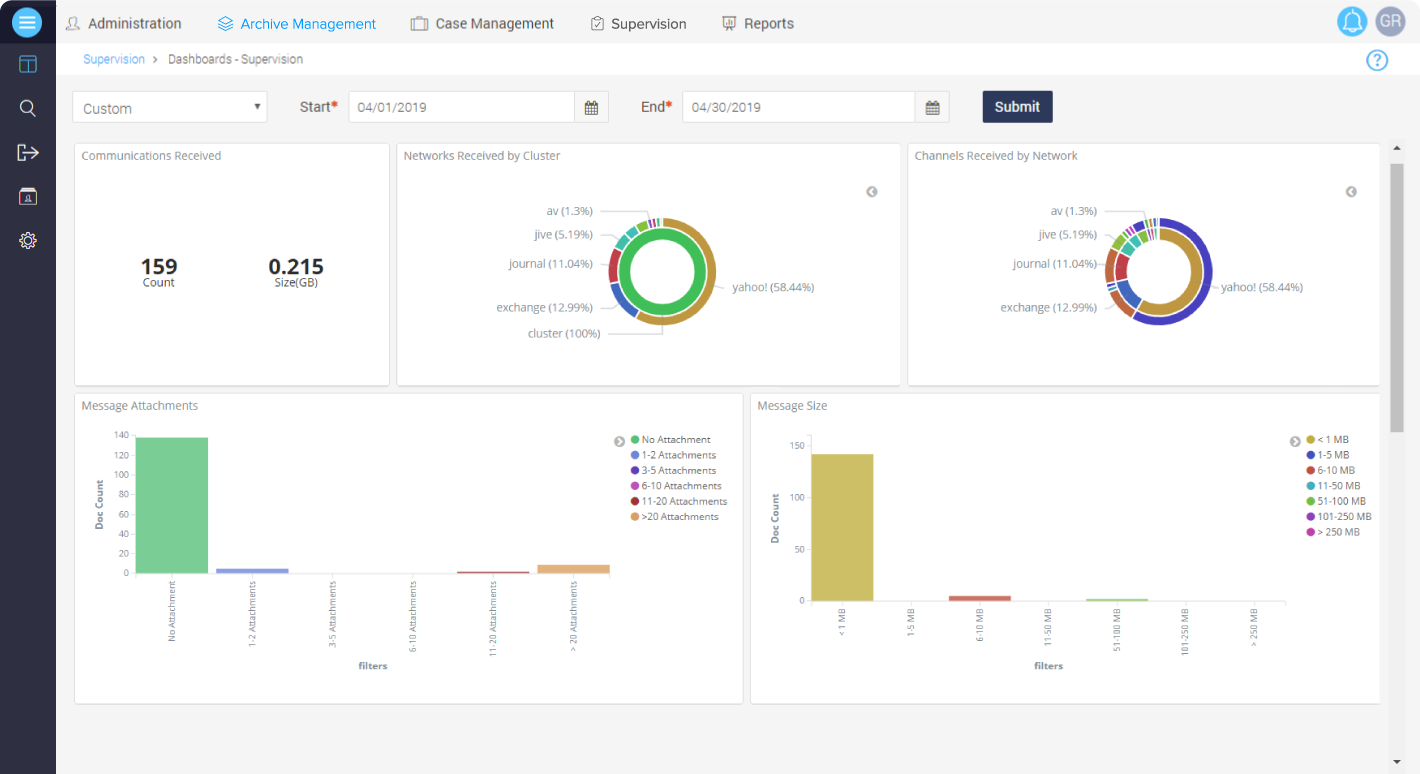 Administration
Archive Management
Case Management
Supervision
Reports
GR
Supervision > Dashboards - Supervision
?
Custom
Start*
04/01/2019
End*
04/30/2019
Submit
Communications Received
159
Count
0.215
Size(GB)
Networks Received by Cluster
av (1.3%)
jive (5.19%)
journal (11.04%)
exchange (12.99%)
cluster (100%)
yahoo! (58.44%)
Channels Received by Network
av (1.3%)
jive (5.19%)
journal (11.04%)
exchange (12.99%)
yahoo! (58.44%)
Message Attachments
140
120
100
80
60
40
20
0
Doc Count
No Attachment
1-2 Attachments
3-5 Attachments
6-10 Attachments
11-20 Attachments
> 20 Attachments
filters
No Attachment
1-2 Attachments
3-5 Attachments
6-10 Attachments
11-20 Attachments
>20 Attachments
Message Size
150
100
50
0
Doc Count
< 1 MB
1-5 MB
6-10 MB
11-50 MB
51-100 MB
101-250 MB
> 250 MB
filters
< 1 MB
1-5 MB
6-10 MB
11-50 MB
51-100 MB
101-250 MB
> 250 MB